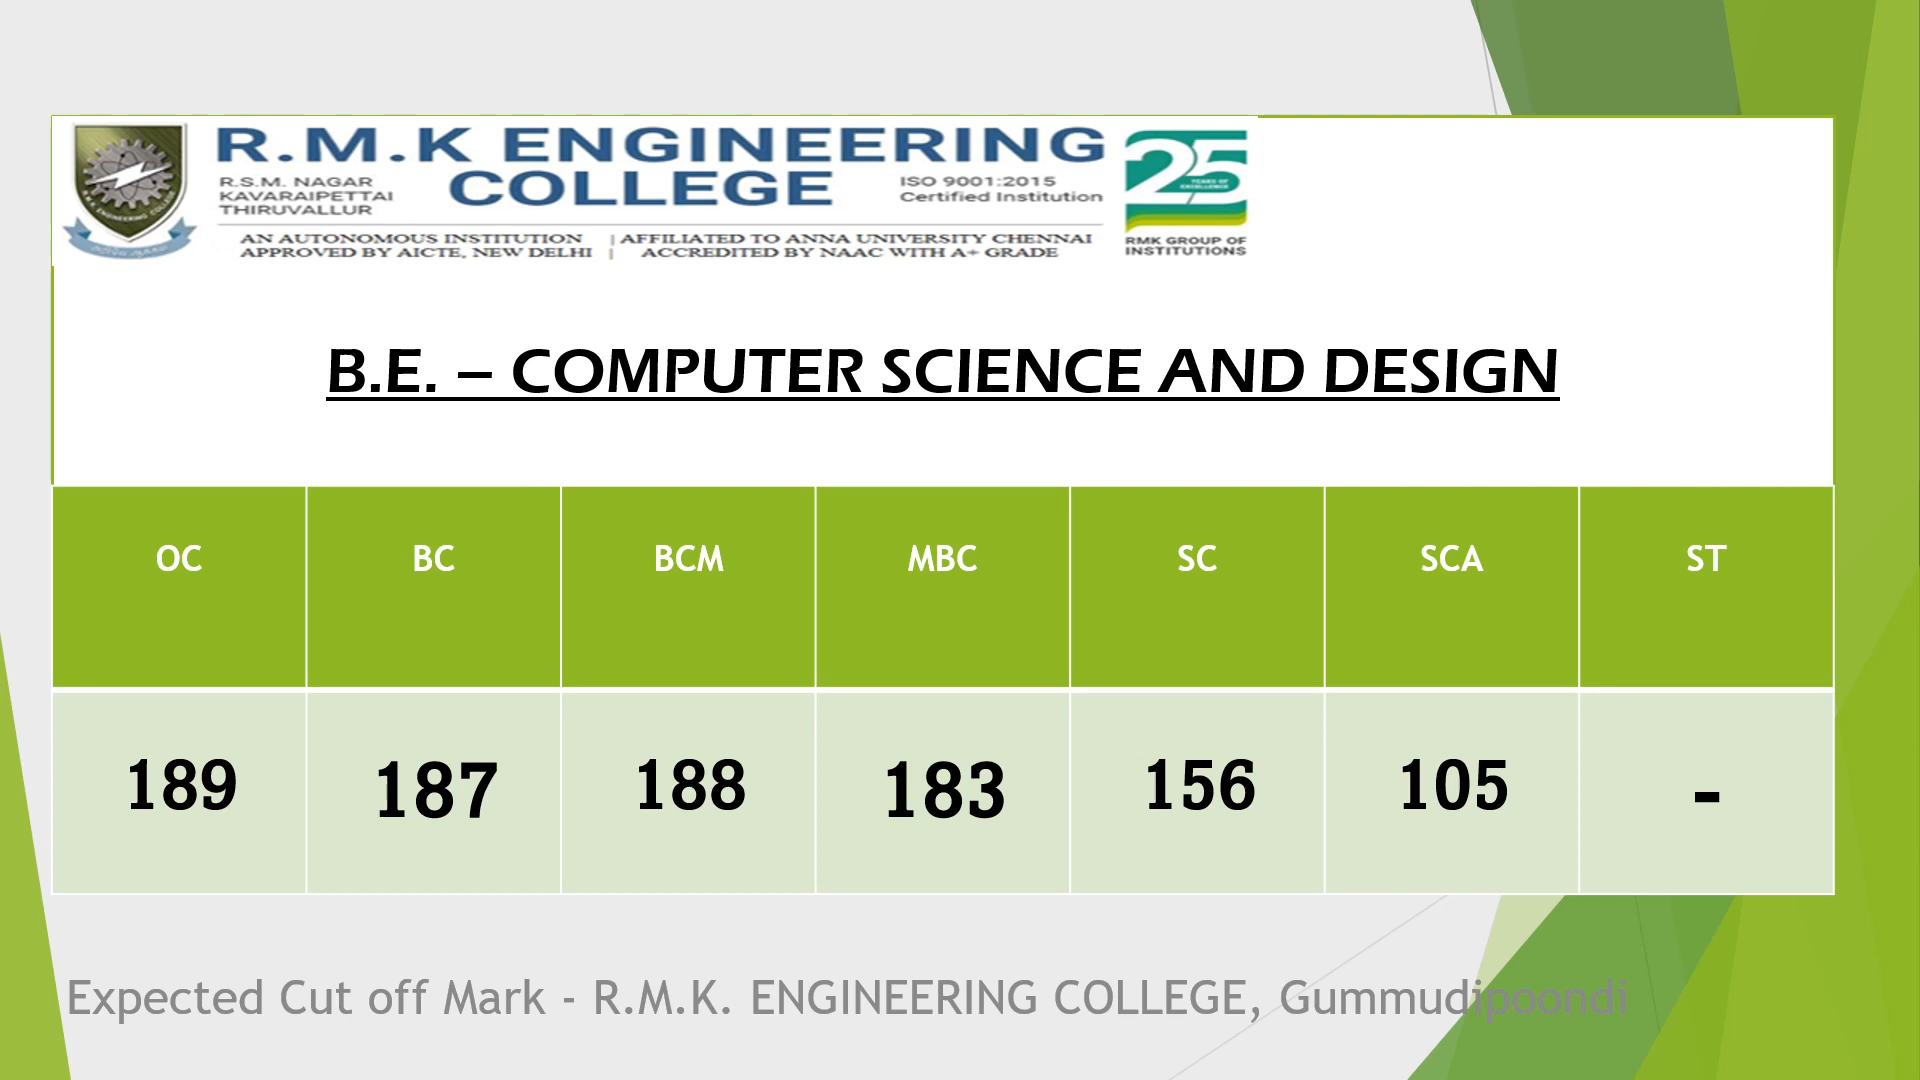 R.M.K ENGINEERING
COLLEGE
R.S.M. NAGAR
KAVARAIPETTAI
THIRUVALLUR
ISO 9001:2015
Certified Institution
AN AUTONOMOUS INSTITUTION | AFFILIATED TO ANNA UNIVERSITY CHENNAI
APPROVED BY AICTE, NEW DELHI | ACCREDITED BY NAAC WITH A+ GRADE
25
YEARS OF
EXCELLENCE
RMK GROUP OF
INSTITUTIONS
B.E. – COMPUTER SCIENCE AND DESIGN
OC BC BCM MBC SC SCA ST
189 187 188 183 156 105 -
Expected Cut off Mark - R.M.K. ENGINEERING COLLEGE, Gummudipoondi